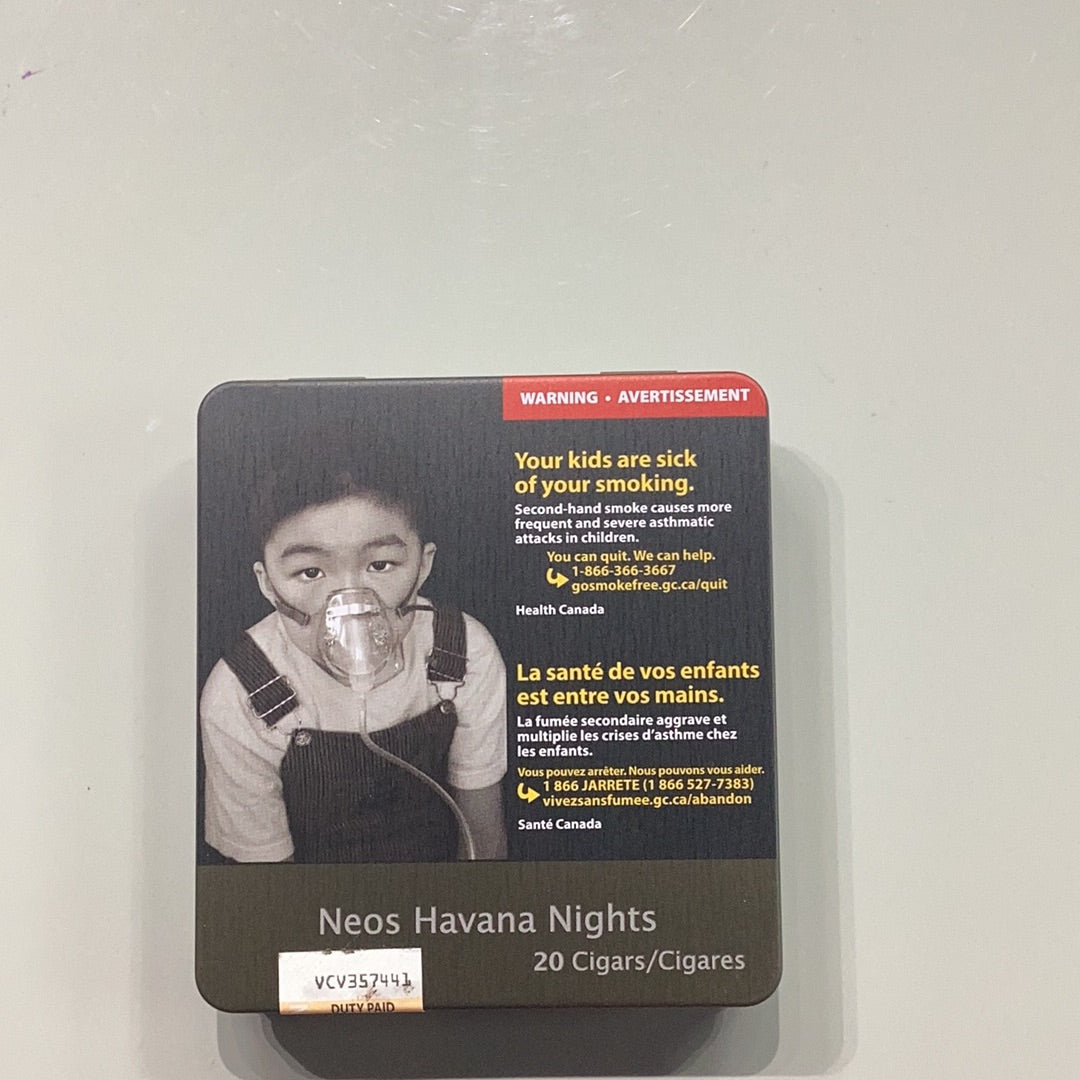 WARNING • AVERTISSEMENT
Your kids are sick
of your smoking.
Second-hand smoke causes more
frequent and severe asthmatic
attacks in children.
You can quit. We can help.
1-866-366-3667
gosmokefree.gc.ca/quit
Health Canada
La santé de vos enfants
est entre vos mains.
La fumée secondaire aggrave et
multiplie les crises d'asthme chez
les enfants.
Vous pouvez arrêter. Nous pouvons vous aider.
1 866 JARRETE (1 866 527-7383)
vivezsansfumee.gc.ca/abandon
Santé Canada
Neos Havana Nights
20 Cigars/Cigares
VCV357441
DUTY PAID